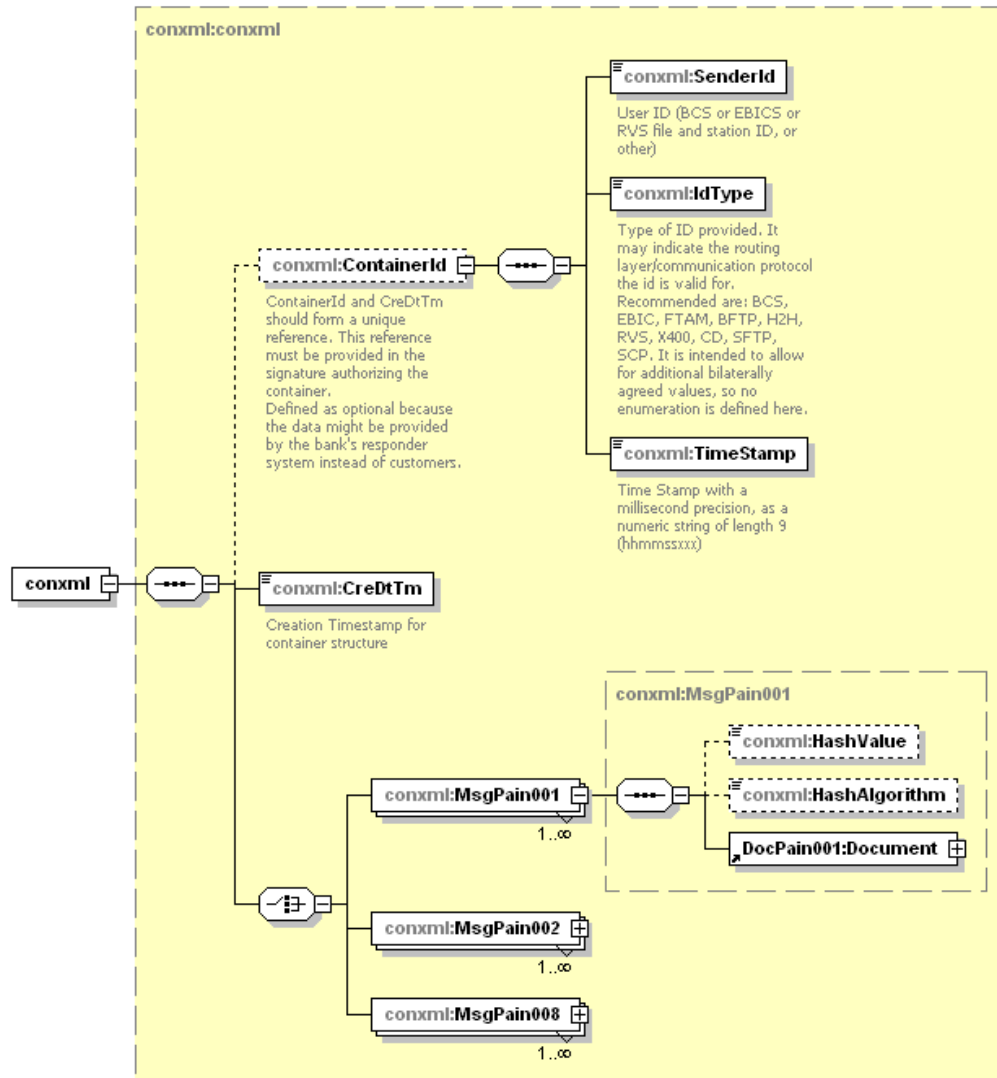 conxml:conxml
conxml:SenderId
User ID (BCS or EBICS or
RVS file and station ID, or
other)
conxml:IdType
Type of ID provided. It
may indicate the routing
layer/communication protocol
the id is valid for.
Recommended are: BCS,
EBIC, FTAM, BFTP, H2H,
RVS, X400, CD, SFTP,
SCP. It is intended to allow
for additional bilaterally
agreed values, so no
enumeration is defined here.
conxml:ContainerId
ContainerId and CreDtTm
should form a unique
reference. This reference
must be provided in the
signature authorizing the
container.
Defined as optional because
the data might be provided
by the bank's responder
system instead of customers.
conxml:TimeStamp
Time Stamp with a
millisecond precision, as a
numeric string of length 9
(hhmmssxxx)
conxml
conxml:CreDtTm
Creation Timestamp for
container structure
conxml:MsgPain001
conxml:HashValue
conxml:HashAlgorithm
DocPain001:Document
conxml:MsgPain001
1..∞
conxml:MsgPain002
1..∞
conxml:MsgPain008
1..∞